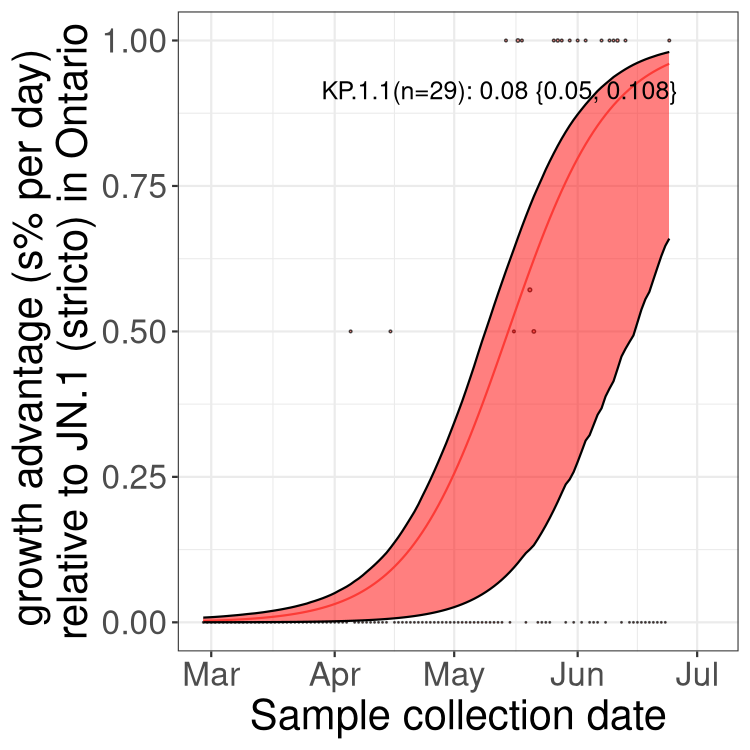 growth advantage (s% per day)
relative to JN.1 (stricto) in Ontario
1.00
0.75
0.50
0.25
0.00
KP.1.1(n=29): 0.08 {0.05, 0.108}
Mar Apr May Jun Jul
Sample collection date